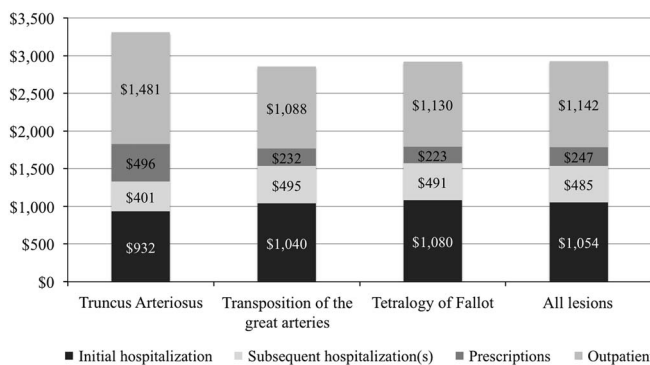 $3,500
$3,000
$2,500
$2,000
$1,500
$1,000
$500
$0
$1,481
$496
$401
$932
$1,088
$232
$495
$1,040
$1,130
$223
$491
$1,080
$1,142
$247
$485
$1,054
Truncus Arteriosus
Transposition of the
great arteries
Tetralogy of Fallot
All lesions
Initial hospitalization
Subsequent hospitalization(s)
Prescriptions
Outpatien